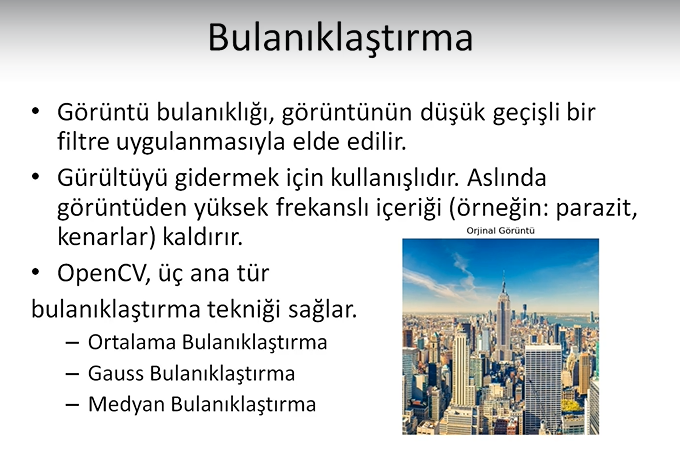 Bulanıklaştırma
• Görüntü bulanıklığı, görüntünün düşük geçişli bir
filtre uygulanmasıyla elde edilir.
• Gürültüyü gidermek için kullanışlıdır. Aslında
görüntüden yüksek frekanslı içeriği (örneğin: parazit,
kenarlar) kaldırır.
Orjinal Görüntü
• OpenCV, üç ana tür
bulanıklaştırma tekniği sağlar.
– Ortalama Bulanıklaştırma
– Gauss Bulanıklaştırma
– Medyan Bulanıklaştırma